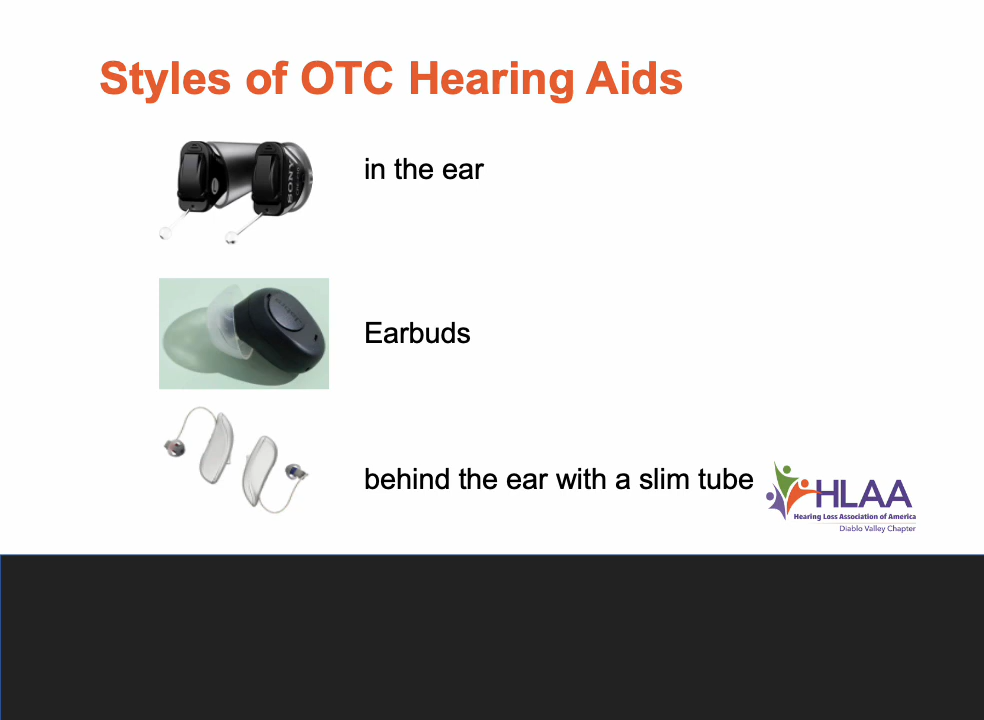 Styles of OTC Hearing Aids
in the ear
SONY
Earbuds
behind the ear with a slim tube
HLAA
Hearing Loss Association of America
Diablo Valley Chapter